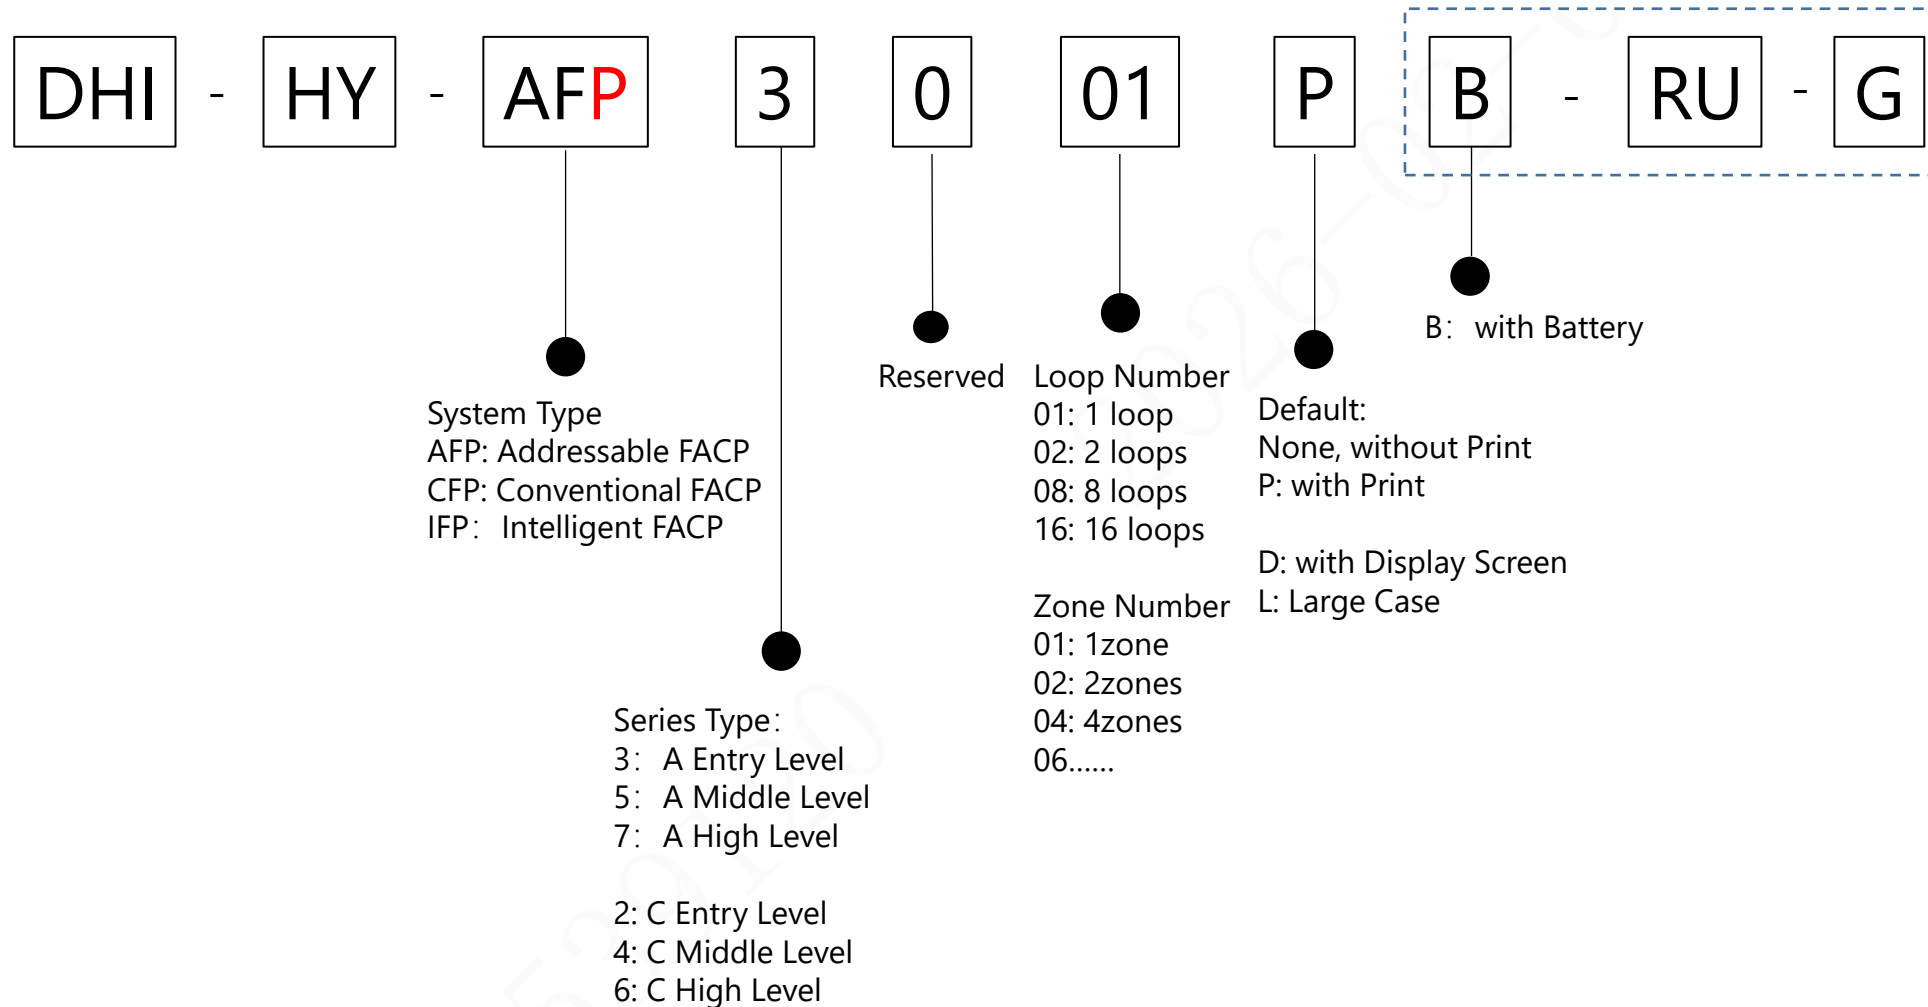 DHI - HY - AFP 3 0 01 P B - RU - G
B： with Battery
Reserved
Loop Number
01: 1 loop
02: 2 loops
08: 8 loops
16: 16 loops
Zone Number
01: 1zone
02: 2zones
04: 4zones
06......
Default:
None, without Print
P: with Print
D: with Display Screen
L: Large Case
System Type
AFP: Addressable FACP
CFP: Conventional FACP
IFP： Intelligent FACP
Series Type：
3： A Entry Level
5： A Middle Level
7： A High Level
2: C Entry Level
4: C Middle Level
6: C High Level